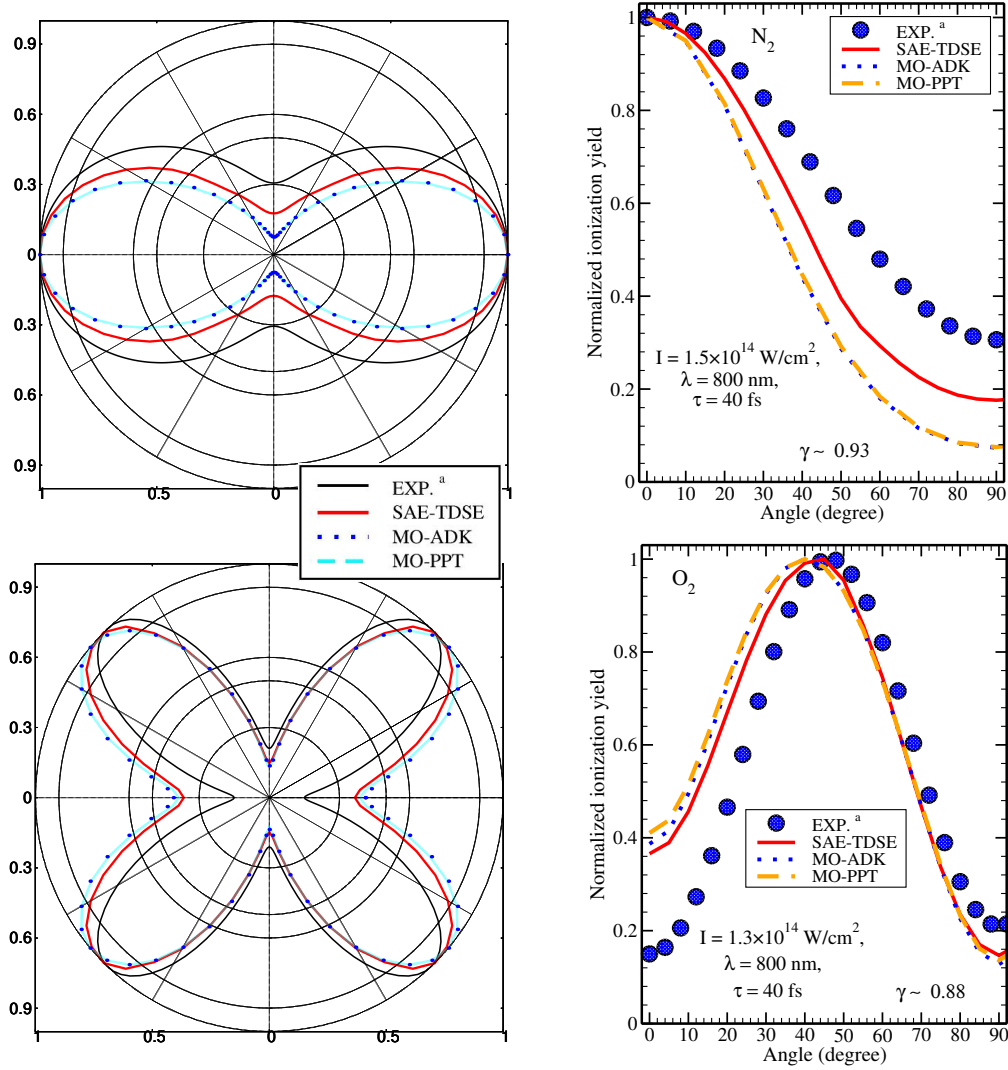 0.9
0.6
0.3
0
0.3
0.6
0.9
1
0.5
0
0.5
1
EXP. a
SAE-TDSE
MO-ADK
MO-PPT
0.9
0.6
0.3
0
0.3
0.6
0.9
1
0.5
0
0.5
1
Normalized ionization yield
1
0.8
0.6
0.4
0.2
0
N2
EXP. a
SAE-TDSE
MO-ADK
MO-PPT
I = 1.5×10^14 W/cm^2,
λ = 800 nm,
τ = 40 fs
γ ~ 0.93
0 10 20 30 40 50 60 70 80 90
Angle (degree)
Normalized ionization yield
1
0.8
0.6
0.4
0.2
0
O2
EXP. a
SAE-TDSE
MO-ADK
MO-PPT
I = 1.3×10^14 W/cm^2,
λ = 800 nm,
τ = 40 fs
γ ~ 0.88
0 10 20 30 40 50 60 70 80 90
Angle (degree)